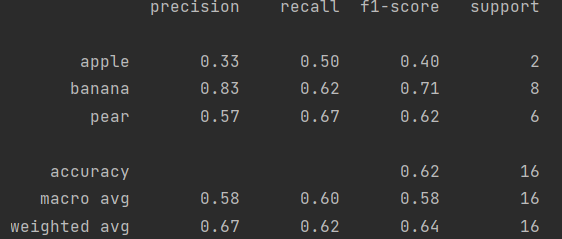 precision recall f1-score support
apple 0.33 0.50 0.40 2
banana 0.83 0.62 0.71 8
pear 0.57 0.67 0.62 6
accuracy 0.62 16
macro avg 0.58 0.60 0.58 16
weighted avg 0.67 0.62 0.64 16